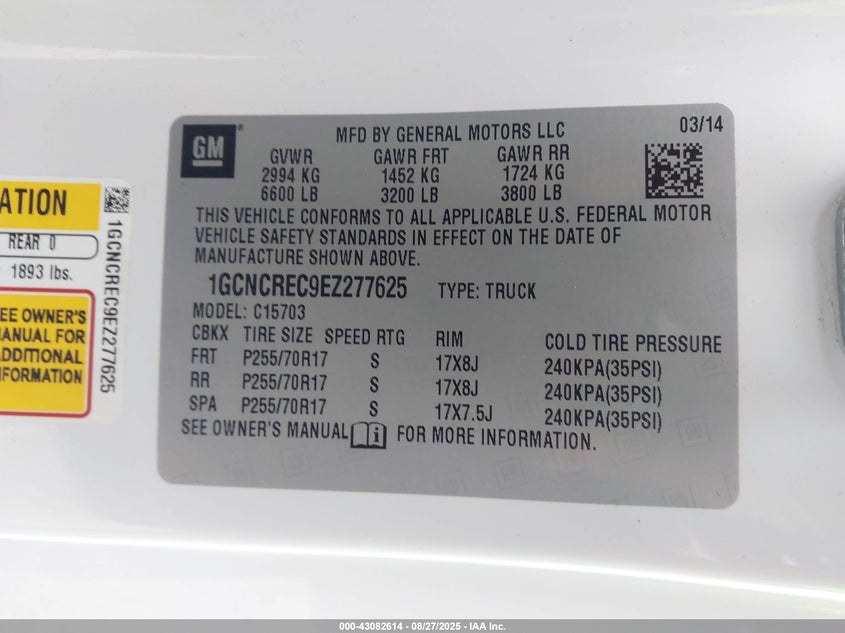 GM
MFD BY GENERAL MOTORS LLC
03/14
GVWR GAWR FRT GAWR RR
2994 KG 1452 KG 1724 KG
6600 LB 3200 LB 3800 LB
THIS VEHICLE CONFORMS TO ALL APPLICABLE U.S. FEDERAL MOTOR
VEHICLE SAFETY STANDARDS IN EFFECT ON THE DATE OF
MANUFACTURE SHOWN ABOVE.
1GCNCREC9EZ277625 TYPE: TRUCK
MODEL: C15703
CBKX TIRE SIZE SPEED RTG RIM COLD TIRE PRESSURE
FRT P255/70R17 S 17X8J 240KPA(35PSI)
RR P255/70R17 S 17X8J 240KPA(35PSI)
SPA P255/70R17 S 17X7.5J 240KPA(35PSI)
SEE OWNER'S MANUAL i FOR MORE INFORMATION.
ATION
REAR 0
1893 lbs.
EE OWNER'S
MANUAL FOR
ADDITIONAL
NFORMATION
1GCNCREC9EZ277625
000-43082614 - 08/27/2025 - IAA Inc.